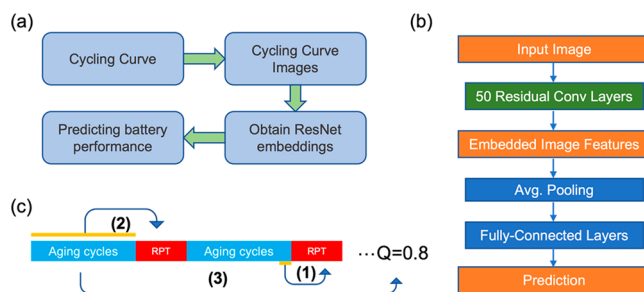 (a)
Cycling Curve
Cycling Curve
Images
Predicting battery
performance
Obtain ResNet
embeddings
(b)
Input Image
50 Residual Conv Layers
Embedded Image Features
Avg. Pooling
Fully-Connected Layers
Prediction
(c)
(2)
Aging cycles
RPT
Aging cycles
RPT
...Q=0.8
(3)
(1)